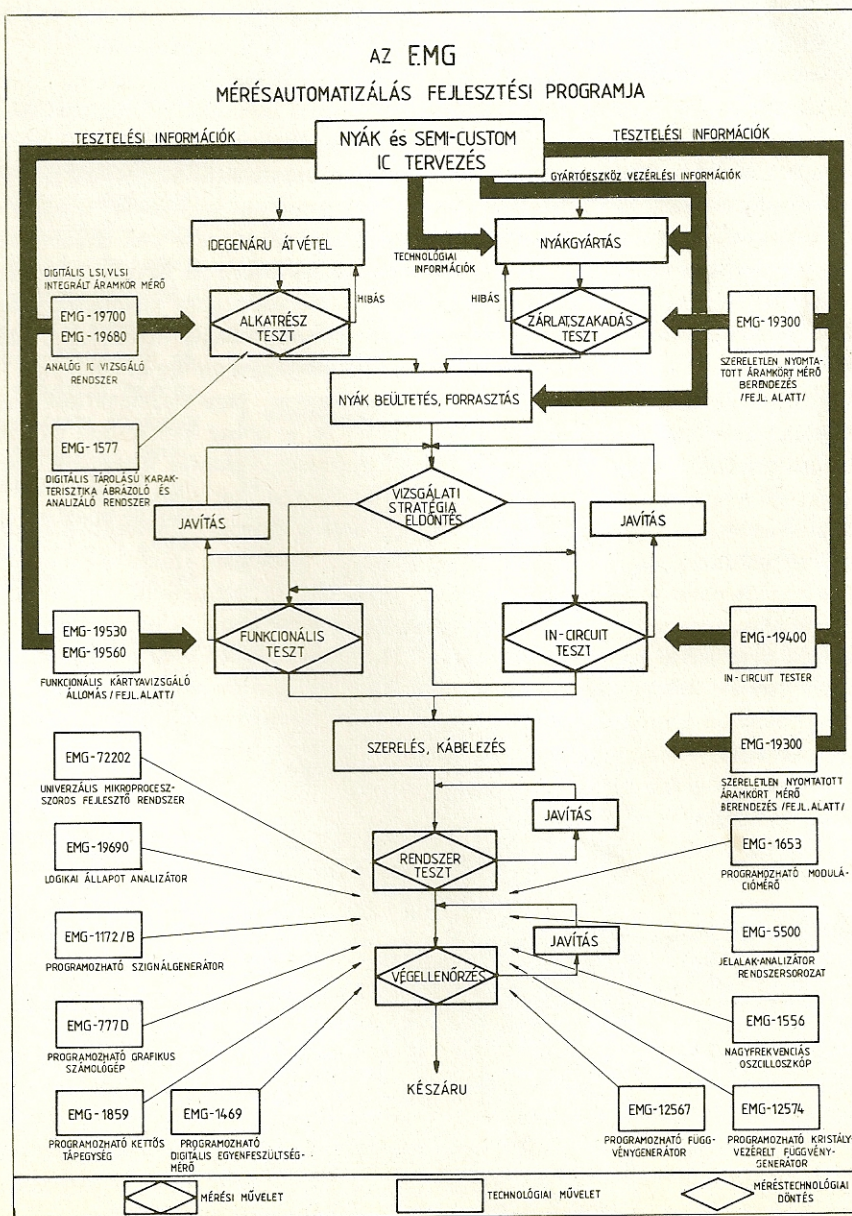 AZ EMG
MÉRÉSAUTOMATIZÁLÁS FEJLESZTÉSI PROGRAMJA
TESZTELÉSI INFORMÁCIÓK
NYÁK és SEMI-CUSTOM
IC TERVEZÉS
TESZTELÉSI INFORMÁCIÓK
GYÁRTÓESZKÖZ VEZÉRLÉSI INFORMÁCIÓK
IDEGENÁRU ÁTVÉTEL
NYÁKGYÁRTÁS
TECHNOLÓGIAI
INFORMÁCIÓK
DIGITÁLIS LSI, VLSI
INTEGRÁLT ÁRAMKÖR MÉRŐ
EMG-19700
EMG-19680
ANALÓG IC VIZSGÁLÓ
RENDSZER
HIBÁS
ALKATRÉSZ
TESZT
HIBÁS
ZÁRLAT,SZAKADÁS
TESZT
EMG-19300
SZERELETLEN NYOMTA-
TOTT ÁRAMKÖRT MÉRŐ
BERENDEZÉS
/FEJL. ALATT/
NYÁK BEÜLTETÉS, FORRASZTÁS
EMG-1577
DIGITÁLIS TÁROLÁSÚ KARAK-
TERISZTIKA ÁBRÁZOLÓ ÉS
ANALIZÁLÓ RENDSZER
VIZSGÁLATI
STRATÉGIA
ELDÖNTÉS
JAVÍTÁS
JAVÍTÁS
EMG-19530
EMG-19560
FUNKCIONÁLIS KÁRTYAVIZSGÁLÓ
ÁLLOMÁS /FEJL. ALATT/
FUNKCIONÁLIS
TESZT
IN-CIRCUIT
TESZT
EMG-19400
IN-CIRCUIT TESTER
SZERELÉS, KÁBELEZÉS
EMG-19300
SZERELETLEN NYOMTATOTT
ÁRAMKÖRT MÉRŐ
BERENDEZÉS /FEJL. ALATT/
EMG-72202
UNIVERZÁLIS MIKROPROCESZ-
SZOROS FEJLESZTŐ RENDSZER
JAVÍTÁS
RENDSZER
TESZT
EMG-19690
LOGIKAI ÁLLAPOT ANALIZÁTOR
EMG-1653
PROGRAMOZHATÓ MODULÁ-
CIÓMÉRŐ
EMG-1172/B
PROGRAMOZHATÓ SZIGNÁLGENERÁTOR
JAVÍTÁS
EMG-5500
JELALAK-ANALIZÁTOR
RENDSZERSOROZAT
VÉGELLENŐRZÉS
EMG-777D
PROGRAMOZHATÓ GRAFIKUS
SZÁMOLÓGÉP
EMG-1556
NAGYFREKVENCIÁS
OSZCILLOSZKÓP
KÉSZÁRU
EMG-1859
PROGRAMOZHATÓ KETTŐS
TÁPEGYSÉG
EMG-1469
PROGRAMOZHATÓ
DIGITÁLIS EGYENFESZÜLTSÉG-
MÉRŐ
EMG-12567
PROGRAMOZHATÓ FÜGG-
VÉNYGENERÁTOR
EMG-12574
PROGRAMOZHATÓ KRISTÁLY-
VEZÉRELT FÜGGVÉNY-
GENERÁTOR
MÉRÉSI MŰVELET
TECHNOLÓGIAI MŰVELET
MÉRÉSTECHNOLÓGIAI
DÖNTÉS